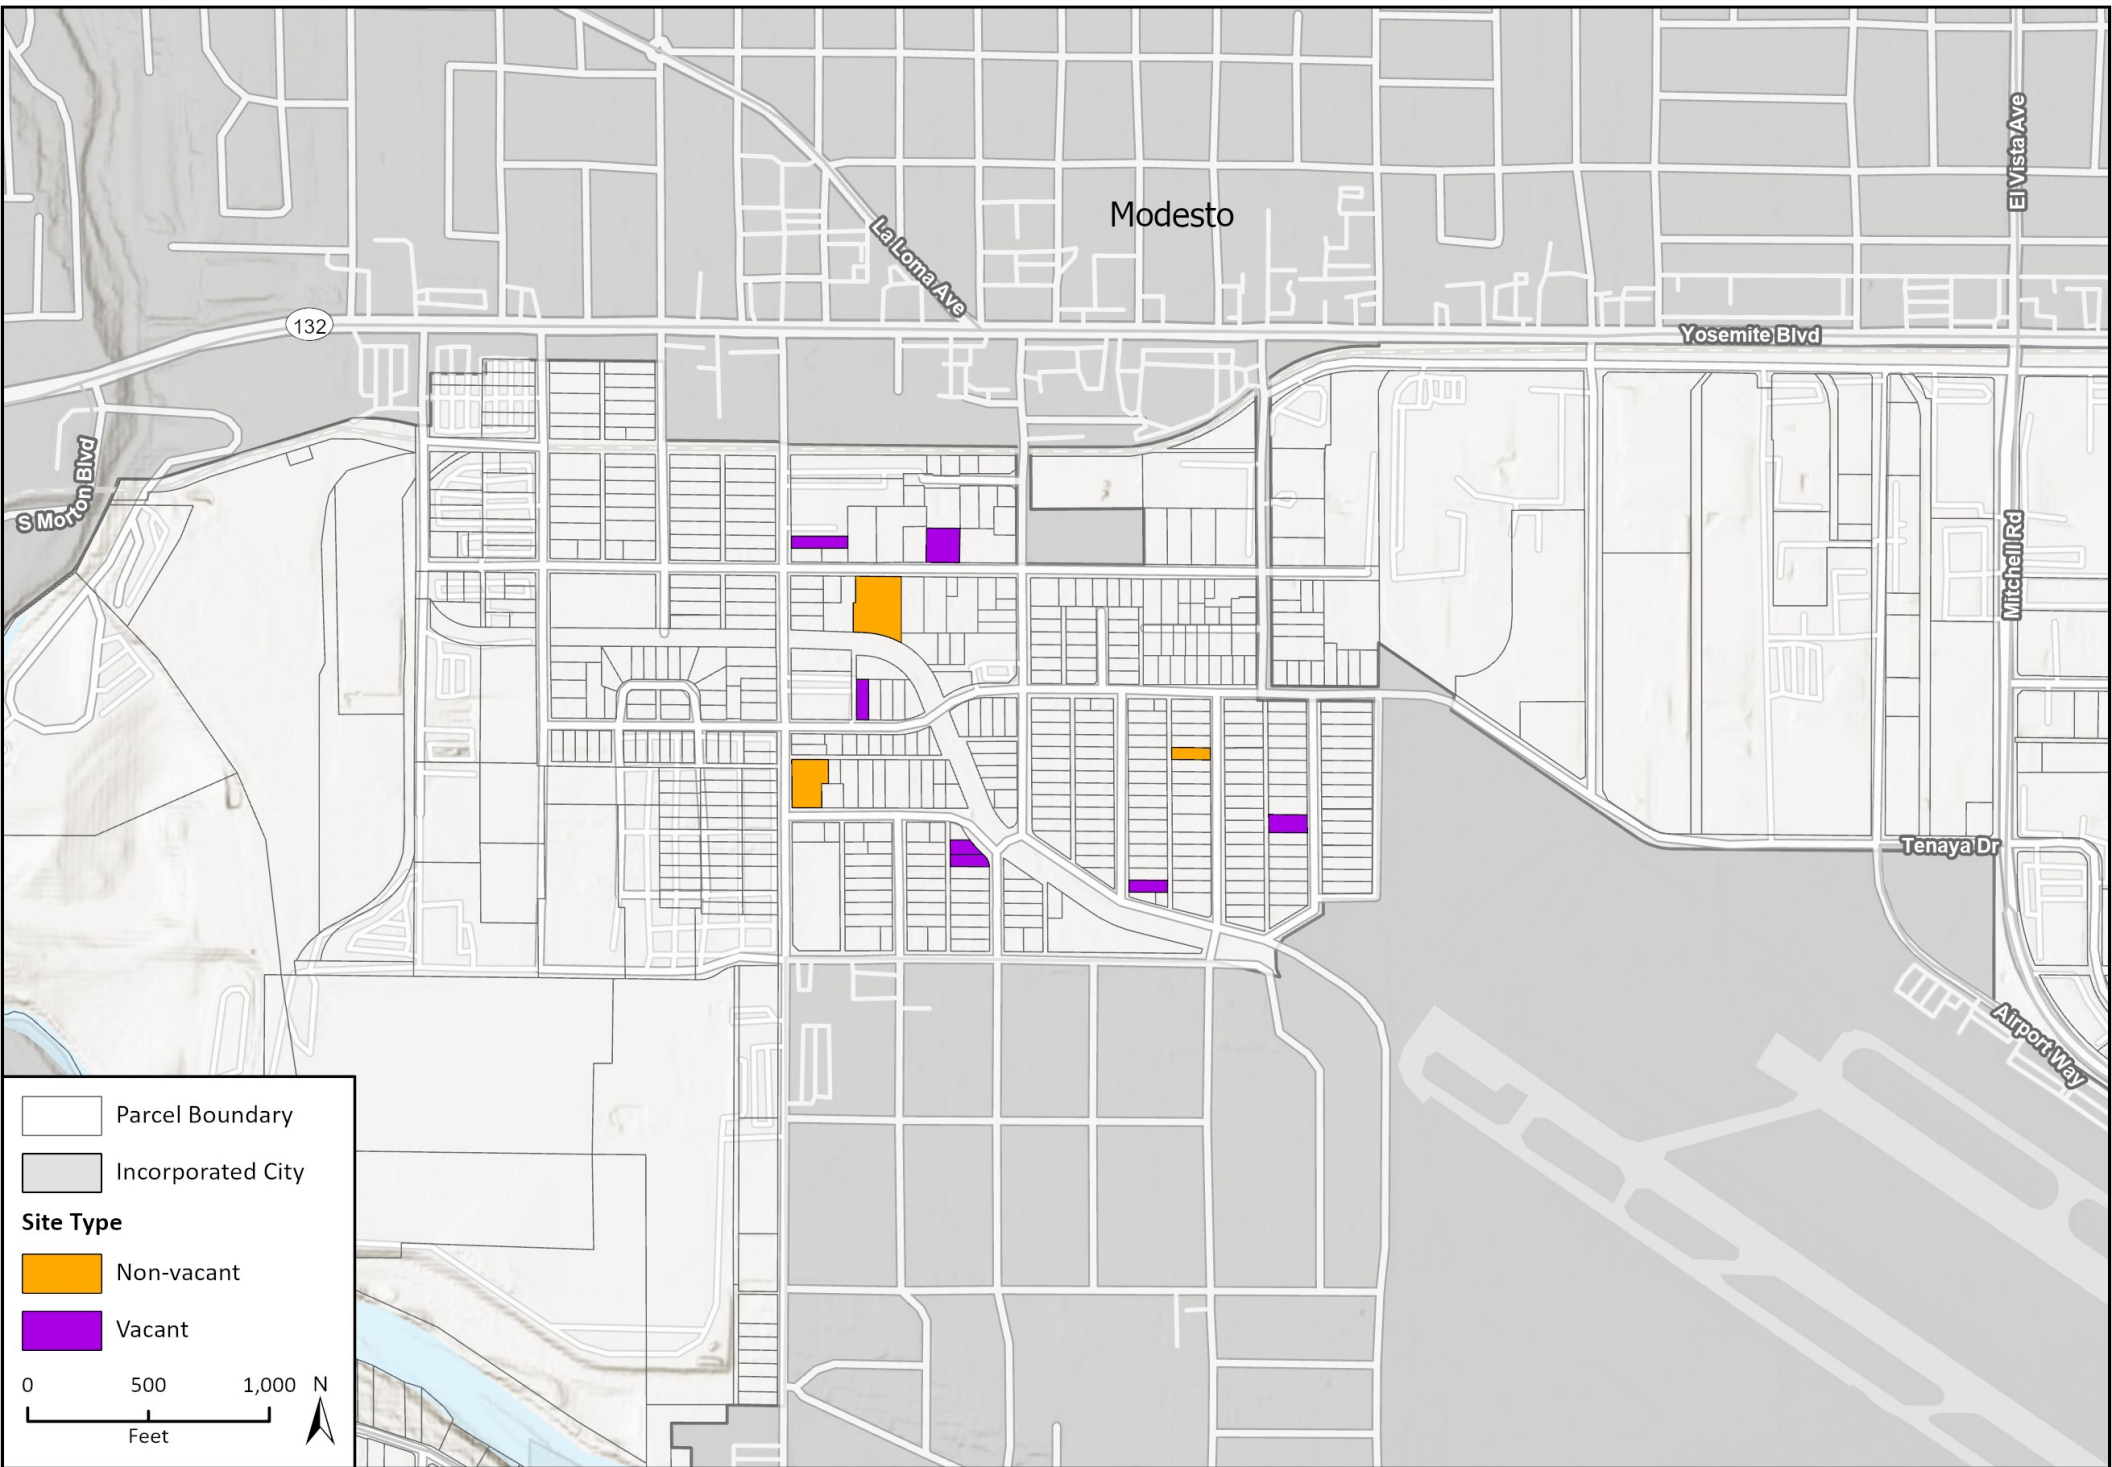 Modesto
El Vista Ave
La Loma Ave
132
Yosemite Blvd
S Morton Blvd
Mitchell Rd
Tenaya Dr
Airport Way
Parcel Boundary
Incorporated City
Site Type
Non-vacant
Vacant
0 500 1,000 N
Feet